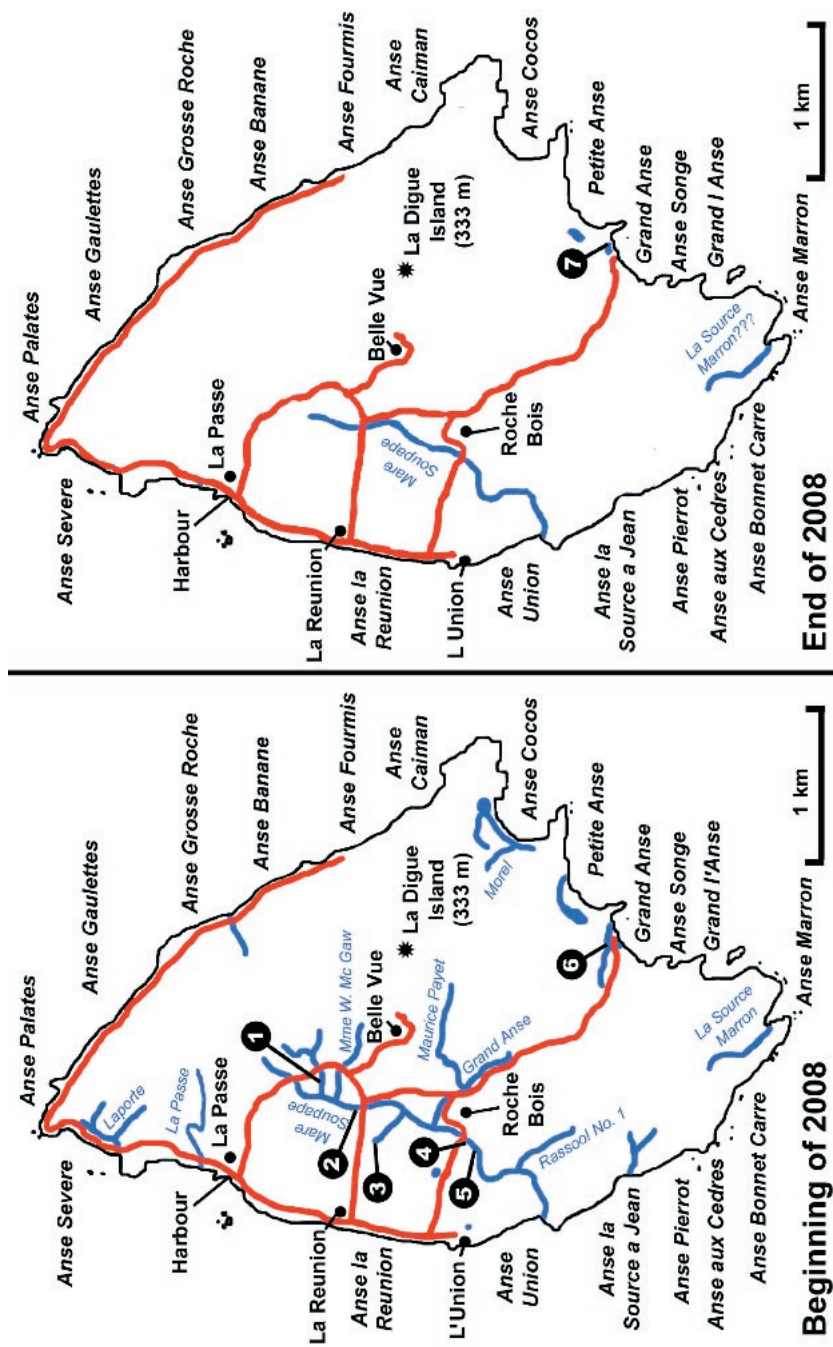 Anse Palates
Anse Severe
Anse Gaulettes
Laporte
La Passe
Anse Grosse Roche
Harbour
La Passe
Anse Banane
1
Mme W. Mc Gaw
La Reunion
Mare
Soupape
2
Anse Fourmis
Anse la
Reunion
3
Belle Vue
Anse
Caiman
La Digue
Island
(333 m)
Maurice Payet
4
L'Union
5
Roche
Bois
Grand Anse
Morel
Anse Cocos
Anse
Union
Rassool No. 1
6
Petite Anse
Anse la
Source a Jean
Grand Anse
Anse Pierrot
Anse Songe
Anse aux Cedres
La Source
Marron
Grand l'Anse
Anse Bonnet Carre
Anse Marron
1 km
Beginning of 2008
Anse Palates
Anse Severe
Anse Gaulettes
Anse Grosse Roche
Harbour
La Passe
Anse Banane
La Reunion
Anse Fourmis
Anse la
Reunion
Mare
Soupape
Belle Vue
Anse
Caiman
La Digue
Island
(333 m)
L Union
Roche
Bois
Anse Cocos
Anse
Union
7
Petite Anse
Anse la
Source a Jean
Grand Anse
Anse Pierrot
Anse Songe
Anse aux Cedres
La Source
Marron???
Grand l Anse
Anse Bonnet Carre
Anse Marron
1 km
End of 2008